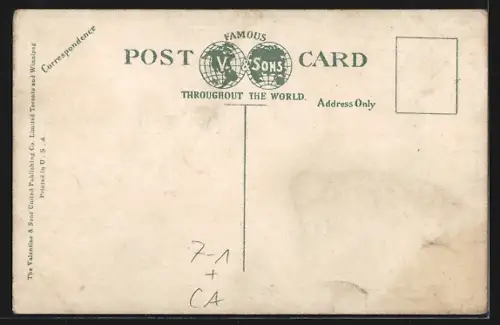 FAMOUS
POST V. & SONS CARD
THROUGHOUT THE WORLD.
Correspondence
Address Only
The Valentine & Sons United Publishing Co. Limited Toronto and Winnipeg
Printed in U. S. A
7-1
+
CA